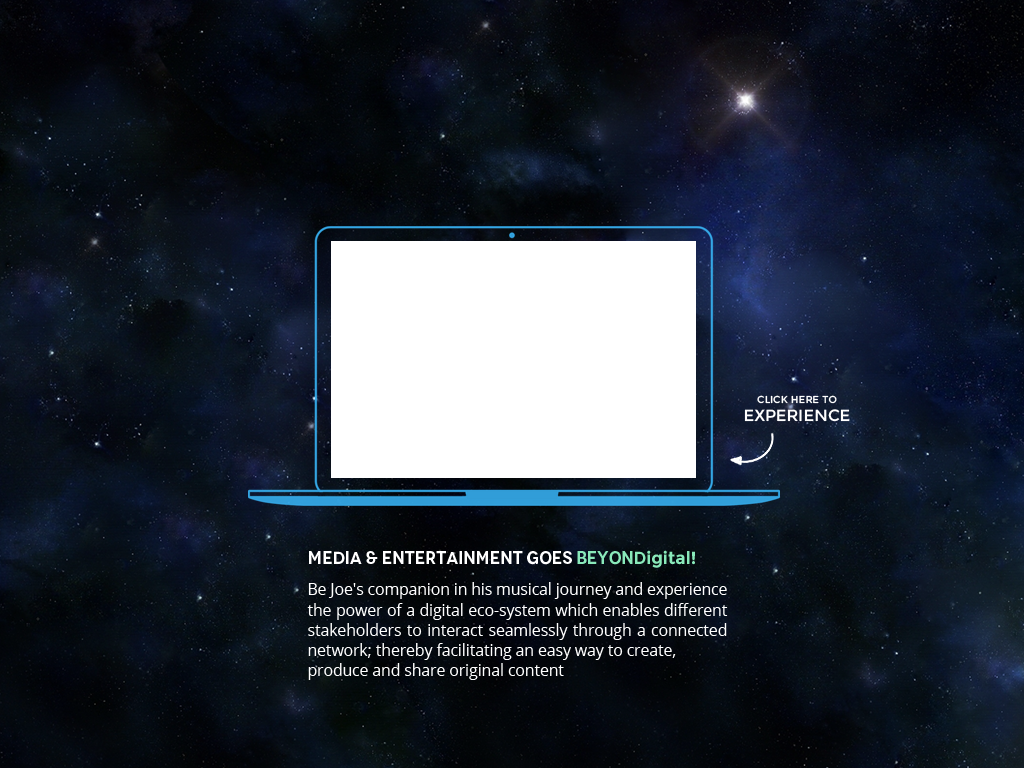 CLICK HERE TO
EXPERIENCE
MEDIA & ENTERTAINMENT GOES BEYONDigital!
Be Joe's companion in his musical journey and experience
the power of a digital eco-system which enables different
stakeholders to interact seamlessly through a connected
network; thereby facilitating an easy way to create,
produce and share original content